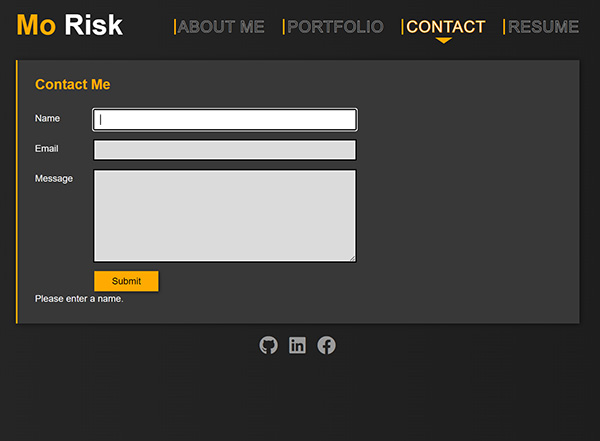 Mo Risk
|ABOUT ME |PORTFOLIO |CONTACT |RESUME
Contact Me
Name
Email
Message
Submit
Please enter a name.